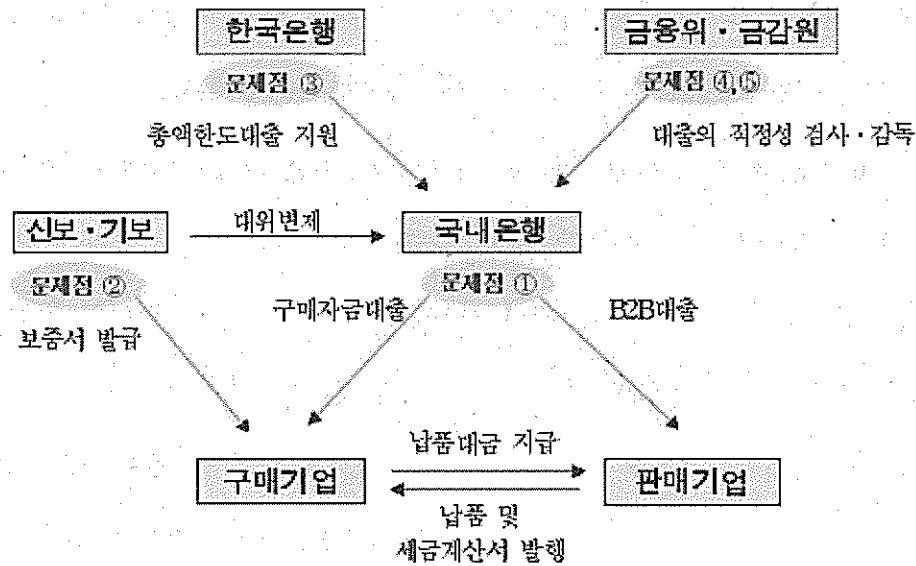 한국은행
금융위·금감원
문제점 ③
문제점 ④,⑤
총액한도대출 지원
대출의 적정성 검사·감독
신보·기보
대위변제
국내은행
문제점 ②
문제점 ①
구매자금대출
B2B대출
보증서 발급
납품대금 지급
구매기업
판매기업
납품 및
세금계산서 발행